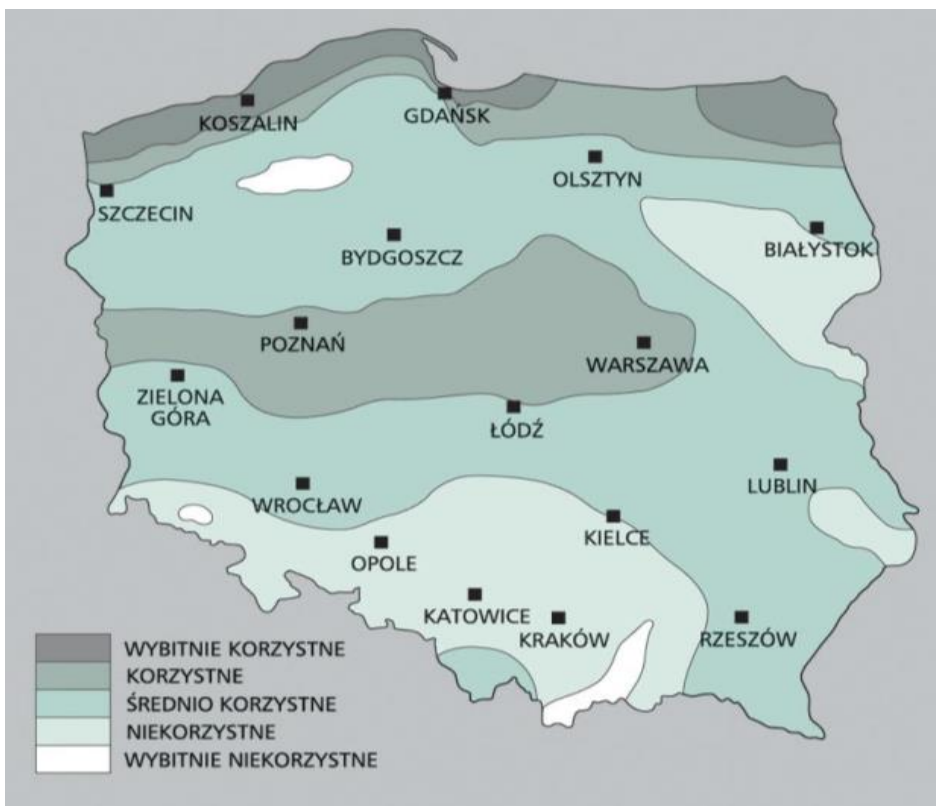 KOSZALIN
GDAŃSK
OLSZTYN
SZCZECIN
BYDGOSZCZ
BIAŁYSTOK
POZNAŃ
WARSZAWA
ZIELONA
GÓRA
ŁÓDŹ
WROCŁAW
LUBLIN
KIELCE
OPOLE
KATOWICE
KRAKÓW
RZESZÓW
WYBITNIE KORZYSTNE
KORZYSTNE
ŚREDNIO KORZYSTNE
NIEKORZYSTNE
WYBITNIE NIEKORZYSTNE